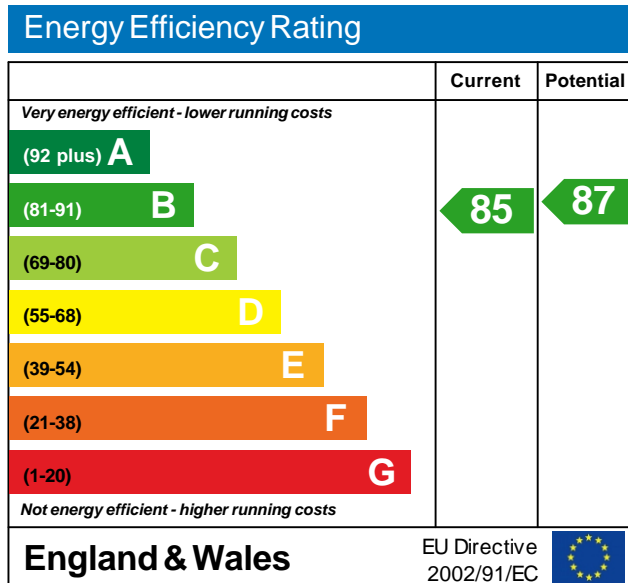 Energy Efficiency Rating
Current Potential
Very energy efficient - lower running costs
(92 plus) A
(81-91) B 85 87
(69-80) C
(55-68) D
(39-54) E
(21-38) F
(1-20) G
Not energy efficient - higher running costs
England & Wales
EU Directive
2002/91/EC